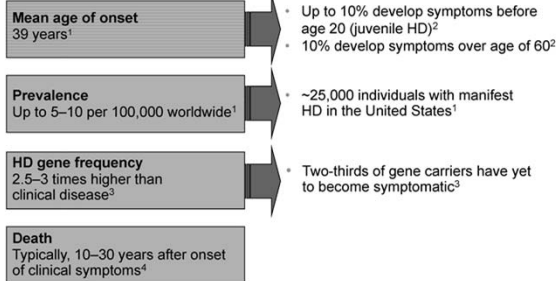 Mean age of onset
39 years¹
• Up to 10% develop symptoms before
age 20 (juvenile HD)²
• 10% develop symptoms over age of 60²
Prevalence
Up to 5–10 per 100,000 worldwide¹
• ~25,000 individuals with manifest
HD in the United States¹
HD gene frequency
2.5–3 times higher than
clinical disease³
• Two-thirds of gene carriers have yet
to become symptomatic³
Death
Typically, 10–30 years after onset
of clinical symptoms⁴